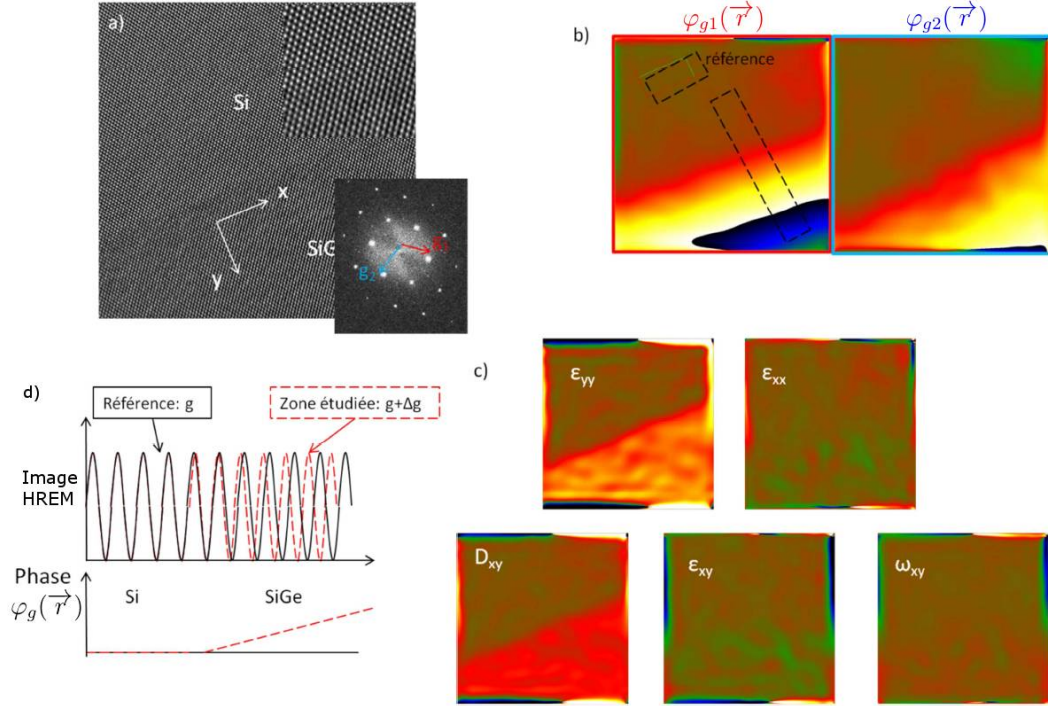 a)
Si
x
y
SiG
g₁
g₂
b)
φg1(r⃗)
φg2(r⃗)
référence
c)
εyy
εxx
Dxy
εxy
ωxy
d)
Référence: g
Zone étudiée: g+Δg
Image
HREM
Phase
φg(r⃗)
Si
SiGe